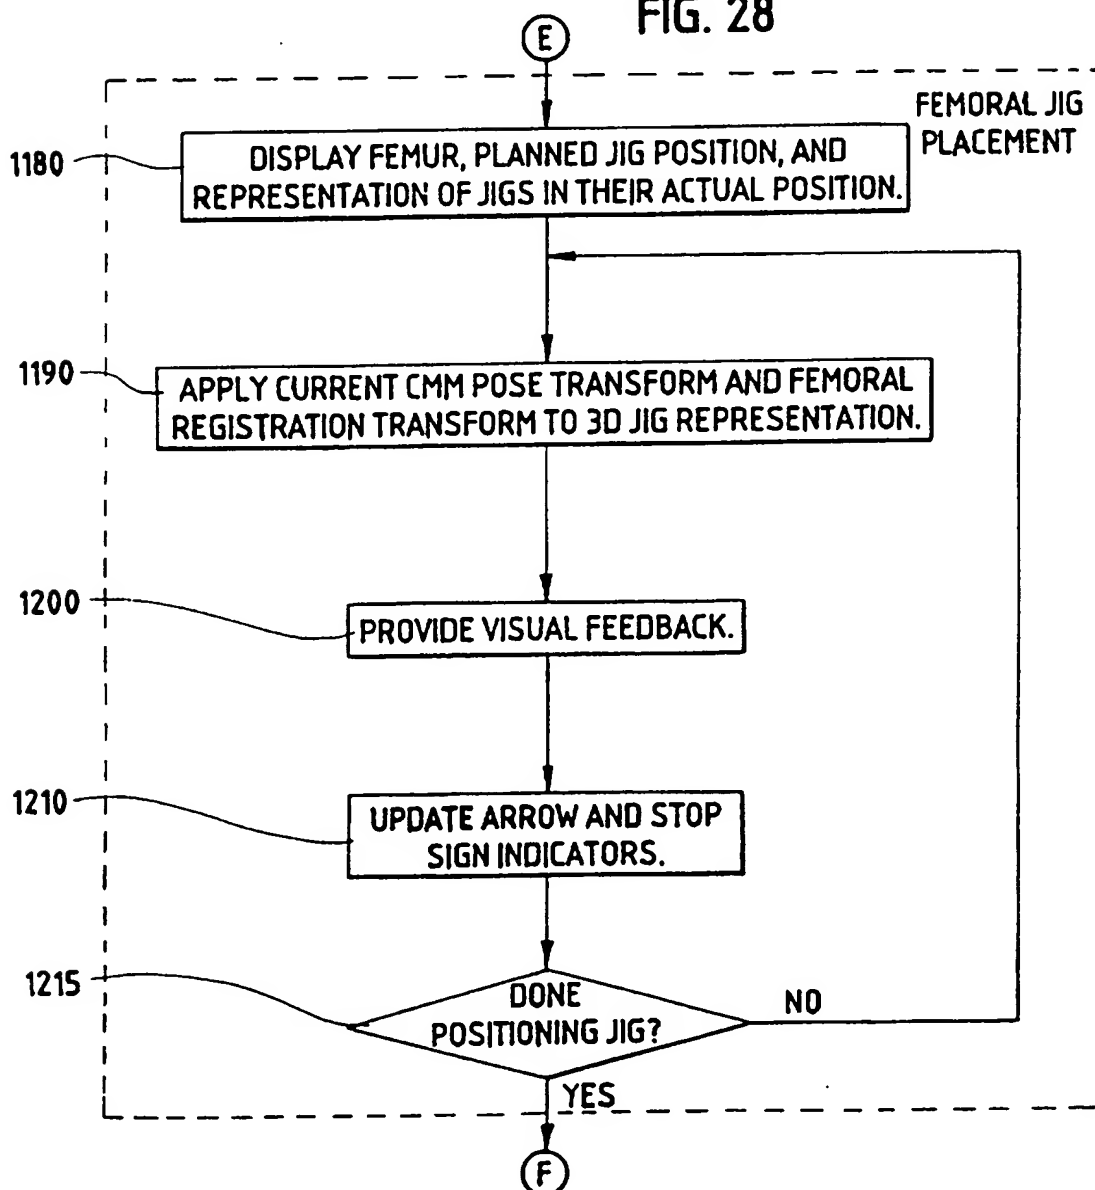 FIG. 28
E
FEMORAL JIG
PLACEMENT
1180
DISPLAY FEMUR, PLANNED JIG POSITION, AND
REPRESENTATION OF JIGS IN THEIR ACTUAL POSITION.
1190
APPLY CURRENT CMM POSE TRANSFORM AND FEMORAL
REGISTRATION TRANSFORM TO 3D JIG REPRESENTATION.
1200
PROVIDE VISUAL FEEDBACK.
1210
UPDATE ARROW AND STOP
SIGN INDICATORS.
1215
DONE
POSITIONING JIG?
NO
YES
F